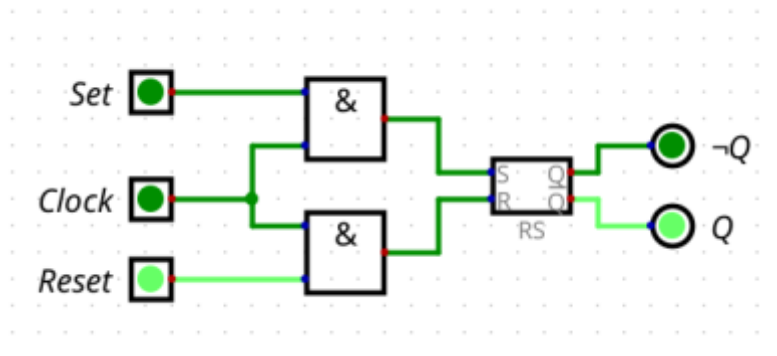 Set
&
Clock
Reset
&
S Q
R Q̅
RS
¬Q
Q